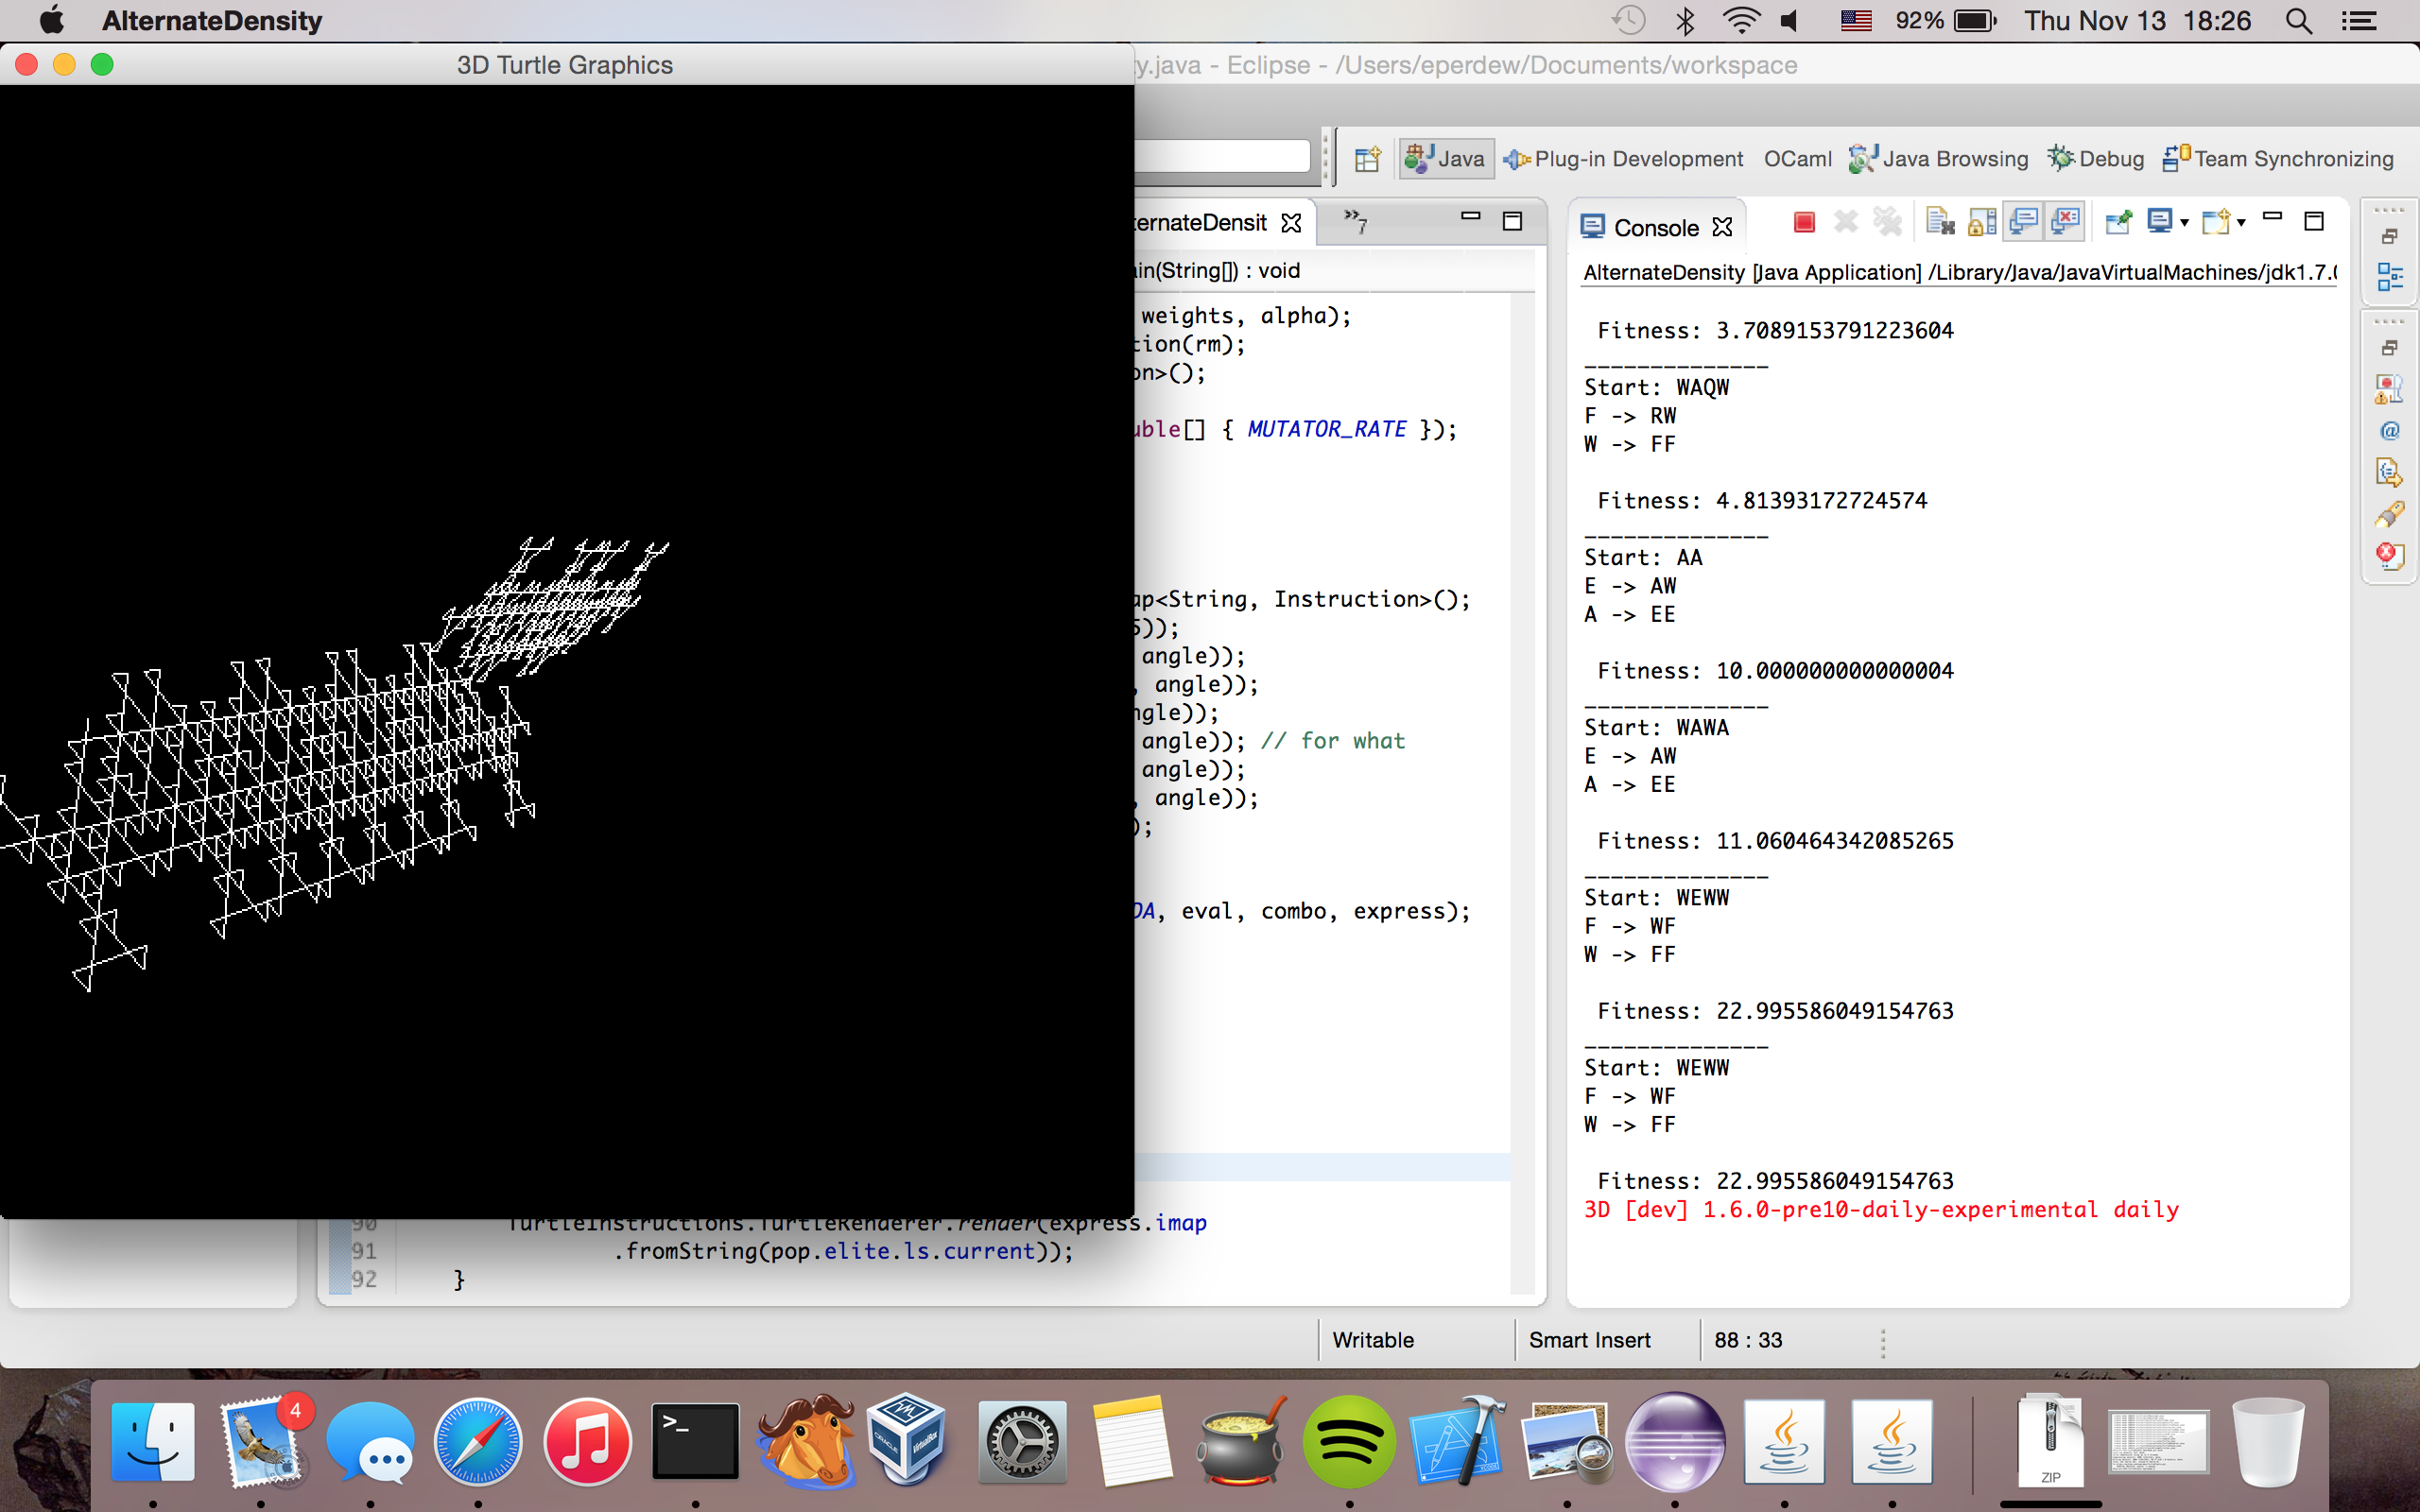 AlternateDensity
92%
Thu Nov 13 18:26
3D Turtle Graphics
y.java - Eclipse - /Users/eperdew/Documents/workspace
Java
Plug-in Development
OCaml
Java Browsing
Debug
Team Synchronizing
ternateDensit
»7
ain(String[]) : void
weights, alpha);
tion(rm);
on>();
uble[] { MUTATOR_RATE });
ap<String, Instruction>();
5));
angle));
, angle));
ngle));
angle)); // for what
angle));
, angle));
);
DA, eval, combo, express);
90 TurtleInstructions.TurtleRenderer.render(express.imap
91 .fromString(pop.elite.ls.current));
92 }
Console
AlternateDensity [Java Application] /Library/Java/JavaVirtualMachines/jdk1.7.0
Fitness: 3.7089153791223604
______________
Start: WAQW
F -> RW
W -> FF
Fitness: 4.81393172724574
______________
Start: AA
E -> AW
A -> EE
Fitness: 10.000000000000004
______________
Start: WAWA
E -> AW
A -> EE
Fitness: 11.060464342085265
______________
Start: WEWW
F -> WF
W -> FF
Fitness: 22.995586049154763
______________
Start: WEWW
F -> WF
W -> FF
Fitness: 22.995586049154763
3D [dev] 1.6.0-pre10-daily-experimental daily
Writable
Smart Insert
88 : 33
4
>_
ZIP